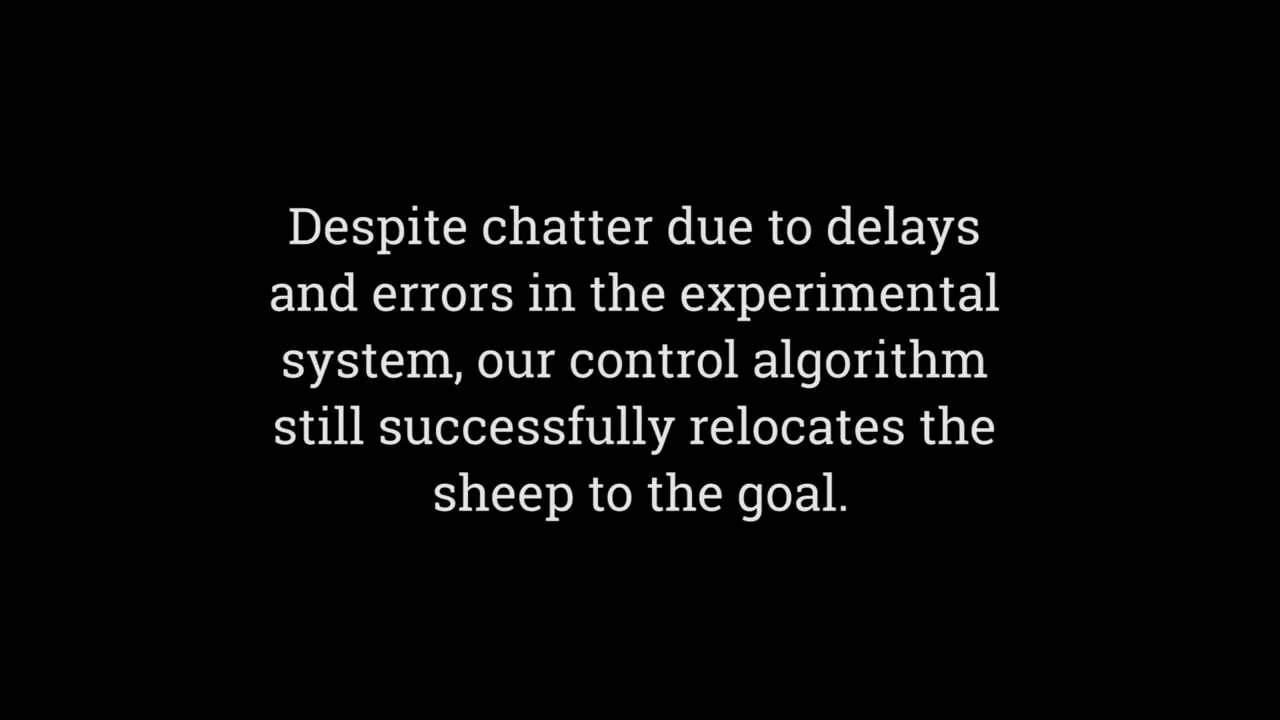 Despite chatter due to delays
and errors in the experimental
system, our control algorithm
still successfully relocates the
sheep to the goal.